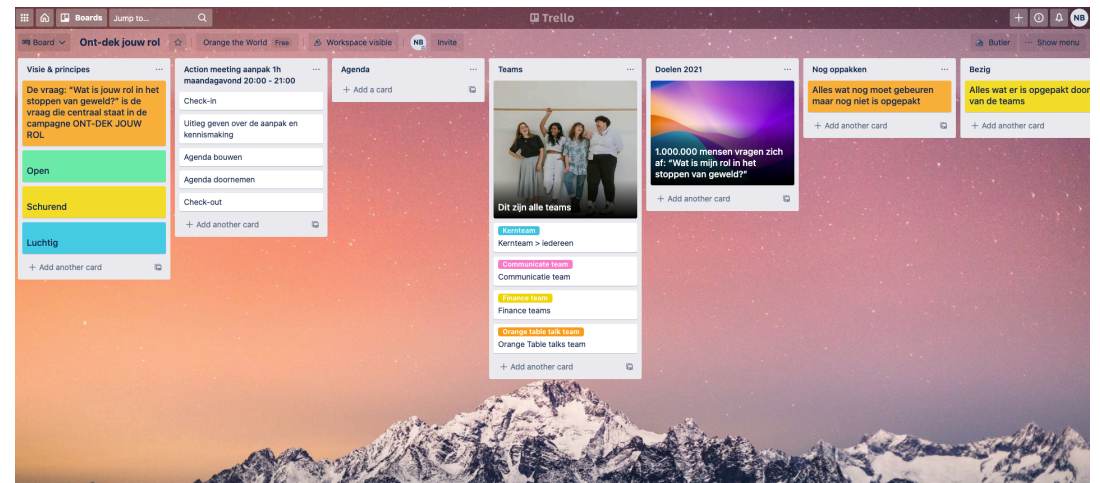 Boards
Jump to...
Trello
NB
Board
Ont-dek jouw rol
Orange the World Free
Workspace visible
NB
Invite
Butler
... Show menu
Visie & principes ...
De vraag: “Wat is jouw rol in het
stoppen van geweld?” is de
vraag die centraal staat in de
campagne ONT-DEK JOUW
ROL
Open
Schurend
Luchtig
+ Add another card
Action meeting aanpak 1h ...
maandagavond 20:00 - 21:00
Check-in
Uitleg geven over de aanpak en
kennismaking
Agenda bouwen
Agenda doornemen
Check-out
+ Add another card
Agenda ...
+ Add a card
Teams ...
Dit zijn alle teams
Kernteam
Kernteam > iedereen
Communicate team
Communicatie team
Finance team
Finance teams
Orange table talk team
Orange Table talks team
+ Add another card
Doelen 2021 ...
1.000.000 mensen vragen zich
af: “Wat is mijn rol in het
stoppen van geweld?”
+ Add another card
Nog oppakken ...
Alles wat nog moet gebeuren
maar nog niet is opgepakt
+ Add another card
Bezig
Alles wat er is opgepakt door
van de teams
+ Add another card